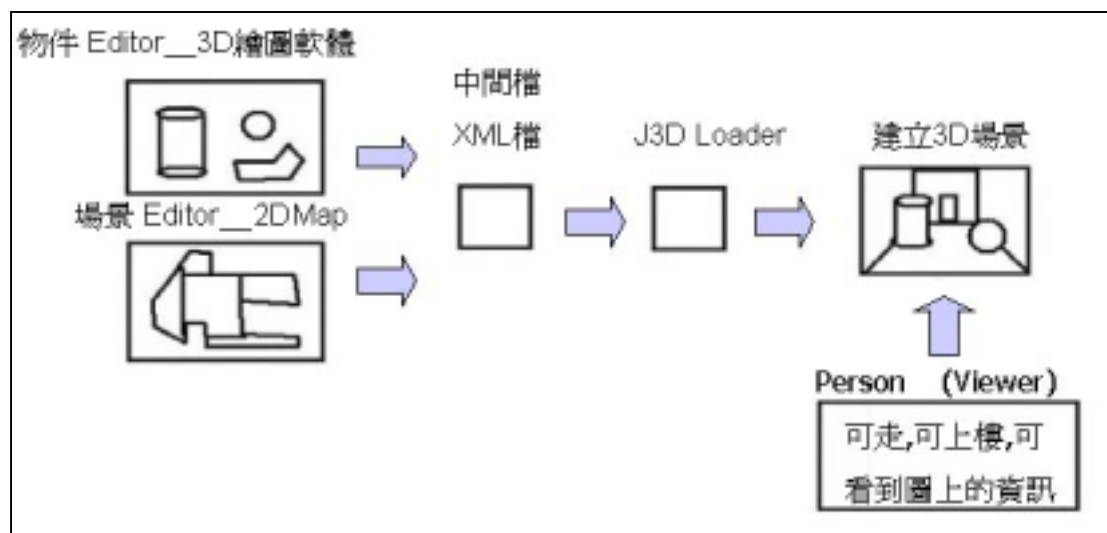 物件 Editor__3D繪圖軟體
場景 Editor__2DMap
中間檔
XML檔
J3D Loader
建立3D場景
Person (Viewer)
可走,可上樓,可
看到圖上的資訊